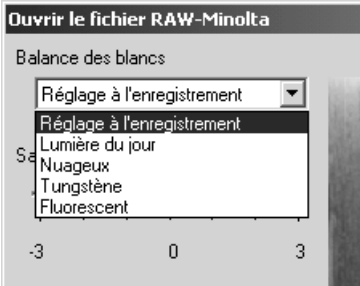 Ouvrir le fichier RAW-Minolta
Balance des blancs
Réglage à l'enregistrement
Réglage à l'enregistrement
Lumière du jour
Nuageux
Tungstène
Fluorescent
Sa
-3 0 3